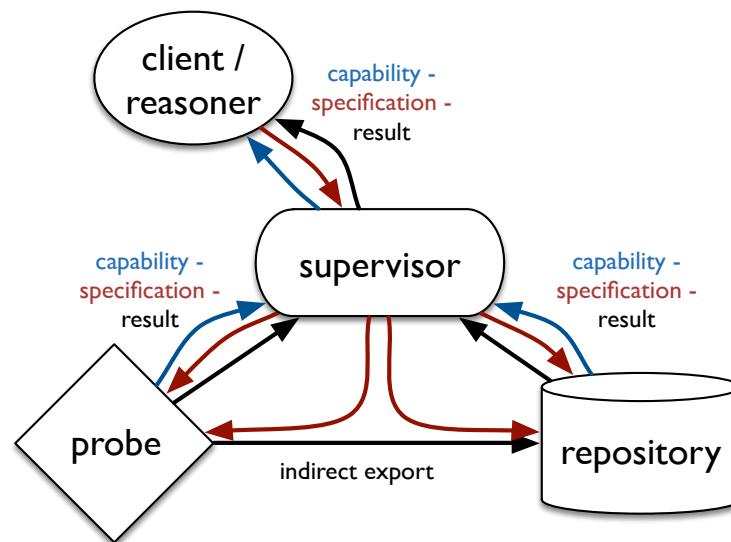 client /
reasoner
capability -
specification -
result
supervisor
capability -
specification -
result
capability -
specification -
result
probe
repository
indirect export